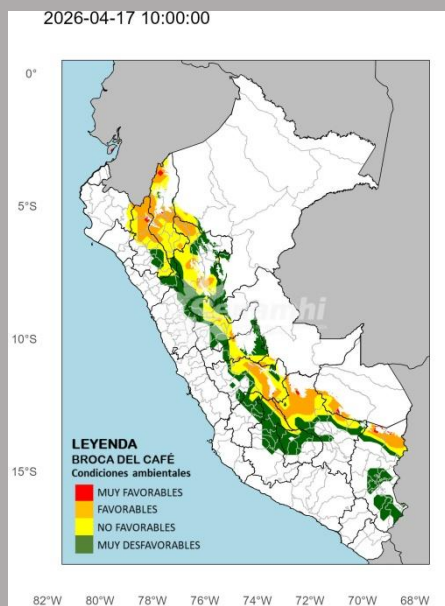 2026-04-17 10:00:00
0°
5°S
10°S
15°S
senamhi
LEYENDA
BROCA DEL CAFÉ
Condiciones ambientales
MUY FAVORABLES
FAVORABLES
NO FAVORABLES
MUY DESFAVORABLES
82°W 80°W 78°W 76°W 74°W 72°W 70°W 68°W